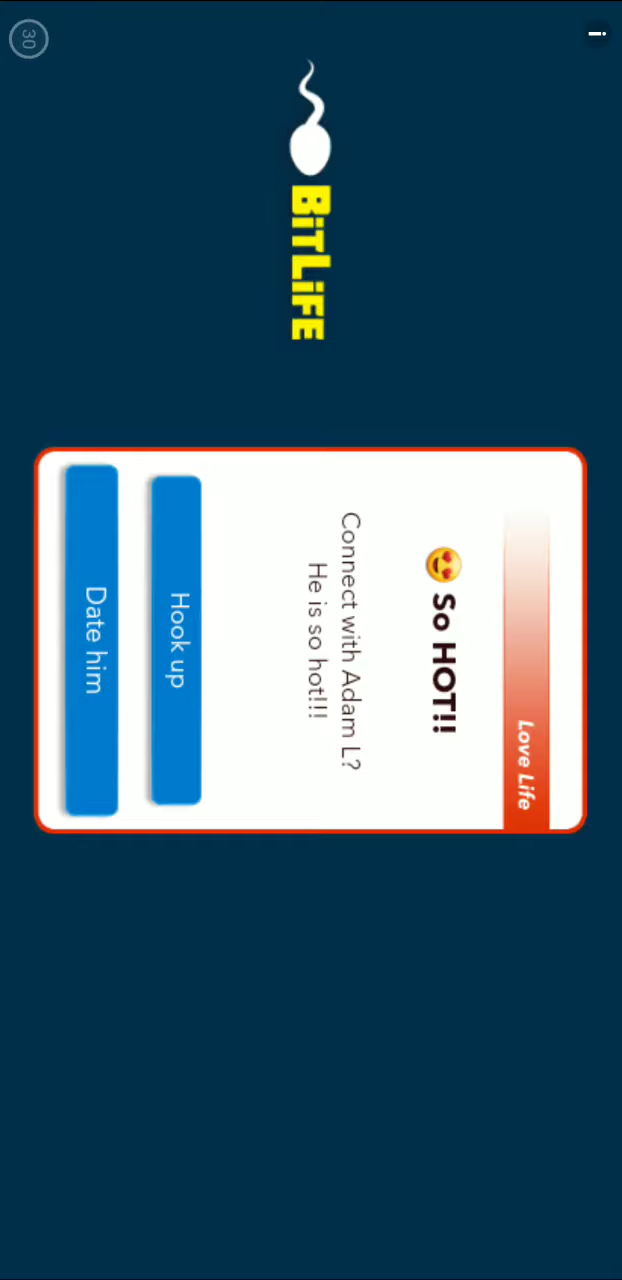 30
BitLife
Love Life
😍 So HOT!!
Connect with Adam L?
He is so hot!!!
Hook up
Date him